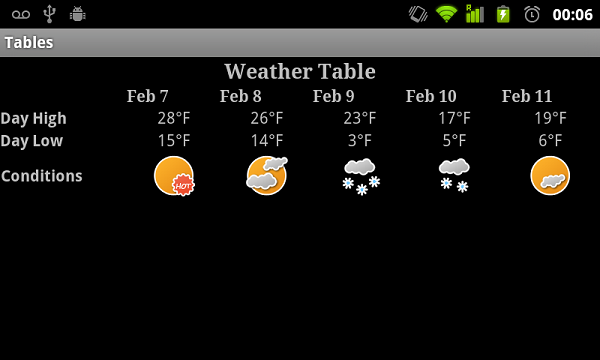 R 00:06
Tables
Weather Table
Feb 7 Feb 8 Feb 9 Feb 10 Feb 11
Day High 28°F 26°F 23°F 17°F 19°F
Day Low 15°F 14°F 3°F 5°F 6°F
Conditions HOT